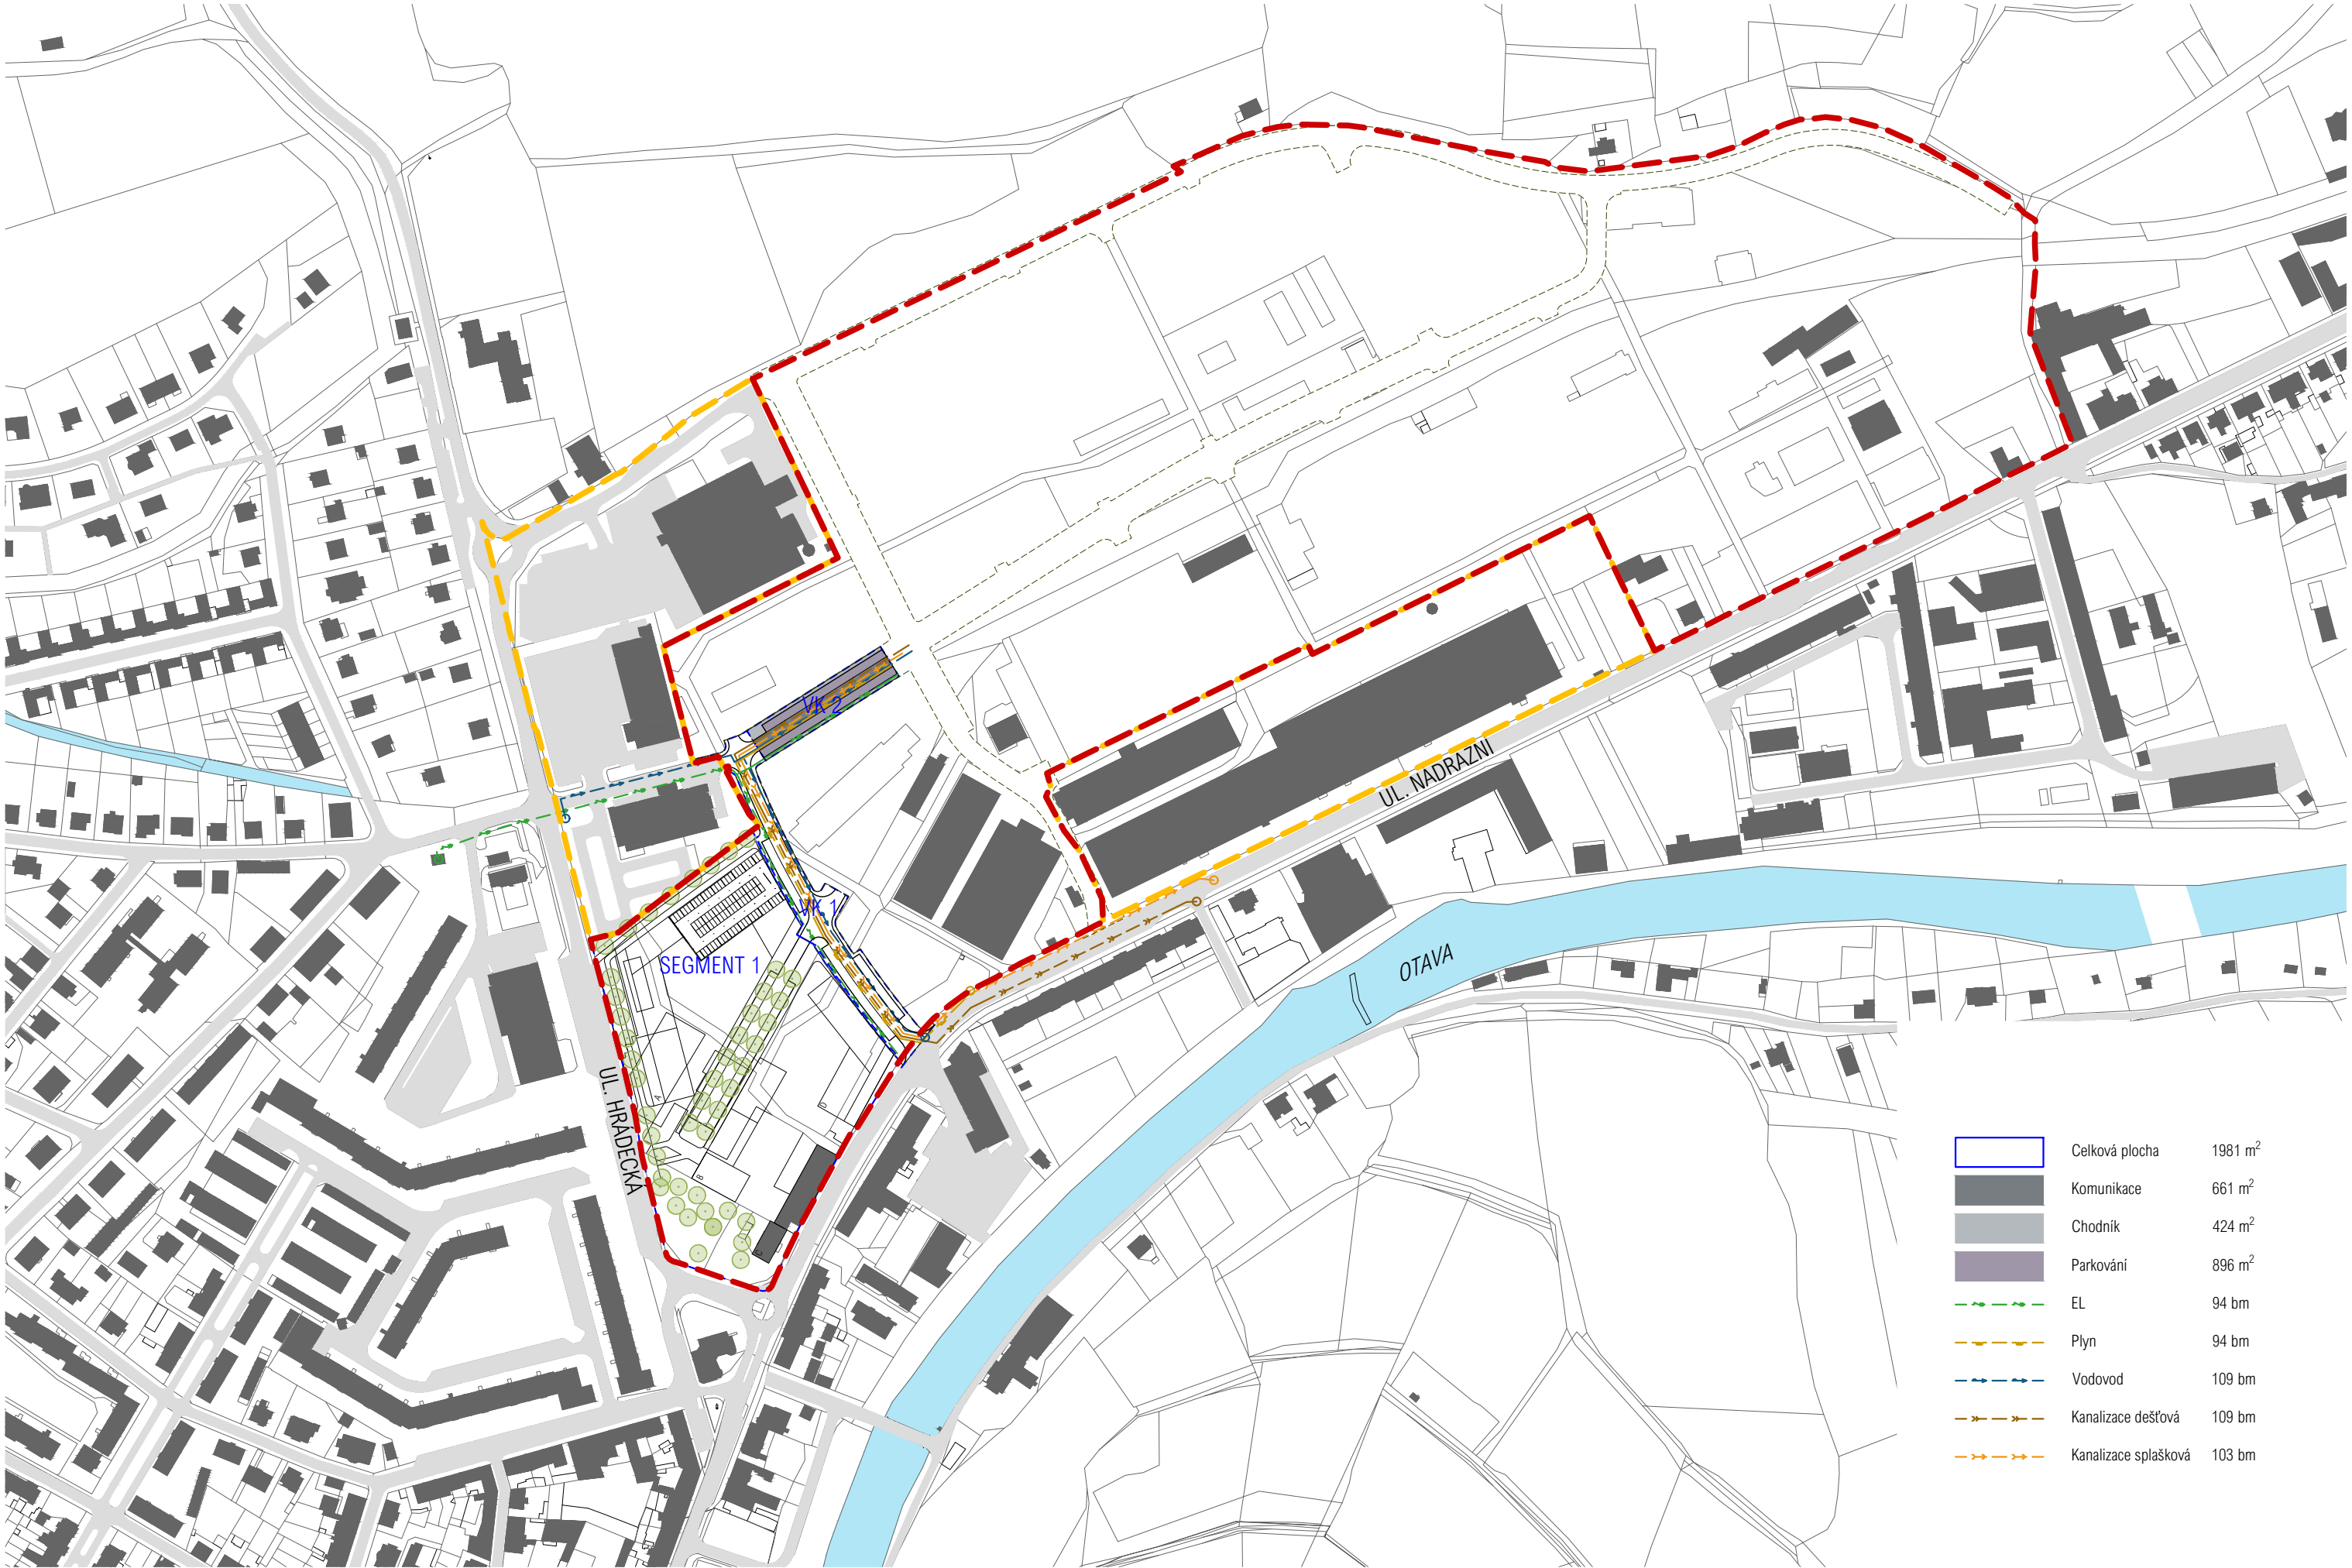 VK 2
UL. NÁDRAŽNÍ
VK 1
SEGMENT 1
OTAVA
UL. HRÁDECKÁ
A
B
C
D
Celková plocha 1981 m²
Komunikace 661 m²
Chodník 424 m²
Parkování 896 m²
EL 94 bm
Plyn 94 bm
Vodovod 109 bm
Kanalizace dešťová 109 bm
Kanalizace splašková 103 bm